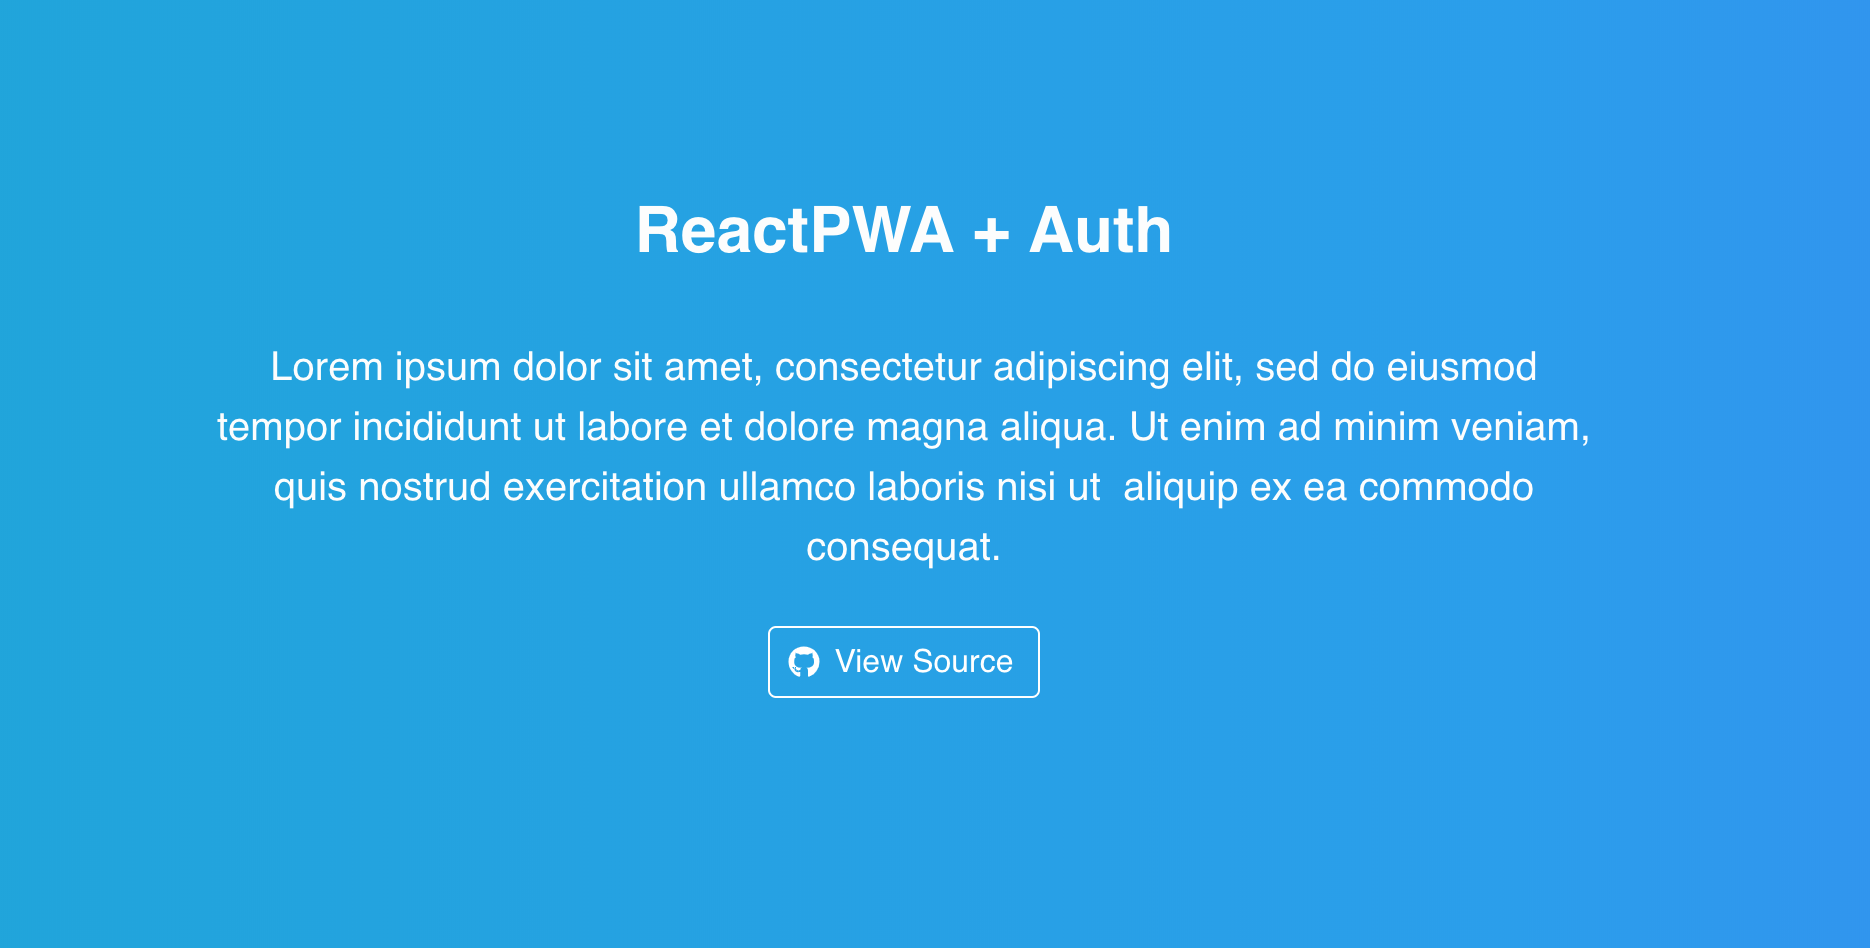 ReactPWA + Auth
Lorem ipsum dolor sit amet, consectetur adipiscing elit, sed do eiusmod
tempor incididunt ut labore et dolore magna aliqua. Ut enim ad minim veniam,
quis nostrud exercitation ullamco laboris nisi ut  aliquip ex ea commodo
consequat.
View Source